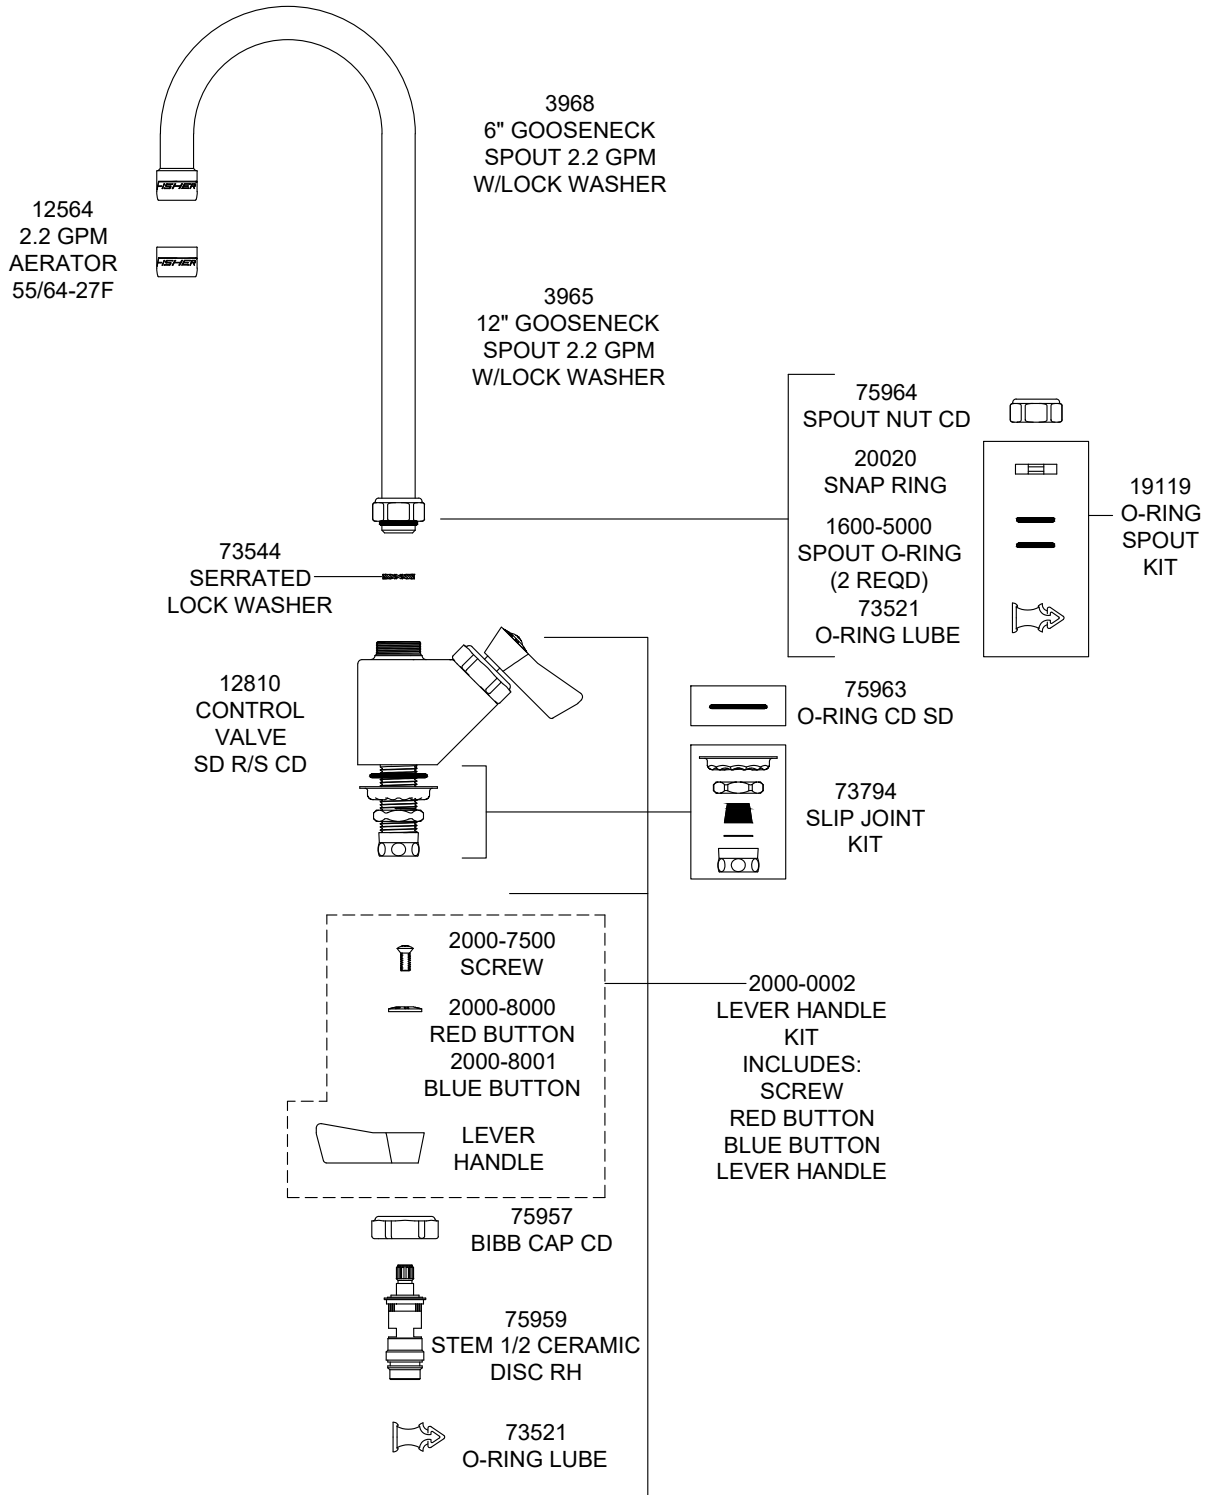 3968
6" GOOSENECK
SPOUT 2.2 GPM
W/LOCK WASHER
FISHER
12564
2.2 GPM
AERATOR
55/64-27F
FISHER
3965
12" GOOSENECK
SPOUT 2.2 GPM
W/LOCK WASHER
75964
SPOUT NUT CD
20020
SNAP RING
1600-5000
SPOUT O-RING
(2 REQD)
73521
O-RING LUBE
19119
O-RING
SPOUT
KIT
73544
SERRATED
LOCK WASHER
12810
CONTROL
VALVE
SD R/S CD
75963
O-RING CD SD
73794
SLIP JOINT
KIT
2000-7500
SCREW
2000-8000
RED BUTTON
2000-8001
BLUE BUTTON
LEVER
HANDLE
2000-0002
LEVER HANDLE
KIT
INCLUDES:
SCREW
RED BUTTON
BLUE BUTTON
LEVER HANDLE
75957
BIBB CAP CD
75959
STEM 1/2 CERAMIC
DISC RH
73521
O-RING LUBE